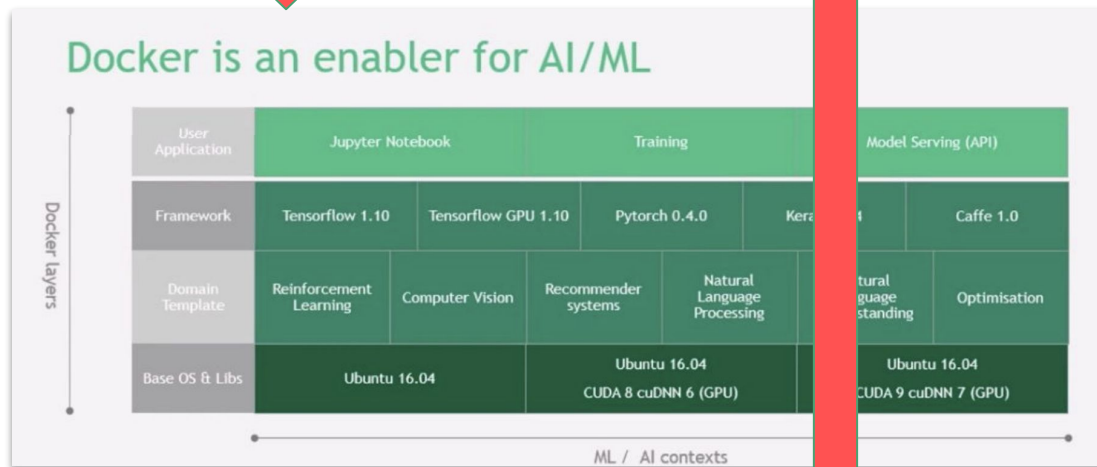 Docker is an enabler for AI/ML
User
Application
Jupyter Notebook
Training
Model Serving (API)
Docker layers
Framework
Tensorflow 1.10
Tensorflow GPU 1.10
Pytorch 0.4.0
Caffe 1.0
Domain
Template
Reinforcement
Learning
Computer Vision
Recommender
systems
Natural
Language
Processing
Optimisation
Base OS & Libs
Ubuntu 16.04
Ubuntu 16.04
CUDA 8 cuDNN 6 (GPU)
Ubuntu 16.04
CUDA 9 cuDNN 7 (GPU)
ML / AI contexts